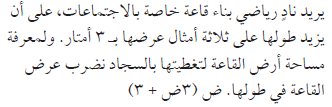 يريد نادٍ رياضي بناء قاعة خاصة بالاجتماعات، على أن
يزيد طولها على ثلاثة أمثال عرضها بـ ٣ أمتار. ولمعرفة
مساحة أرض القاعة لتغطيتها بالسجاد نضرب عرض
القاعة في طولها. ض (٣ض + ٣)